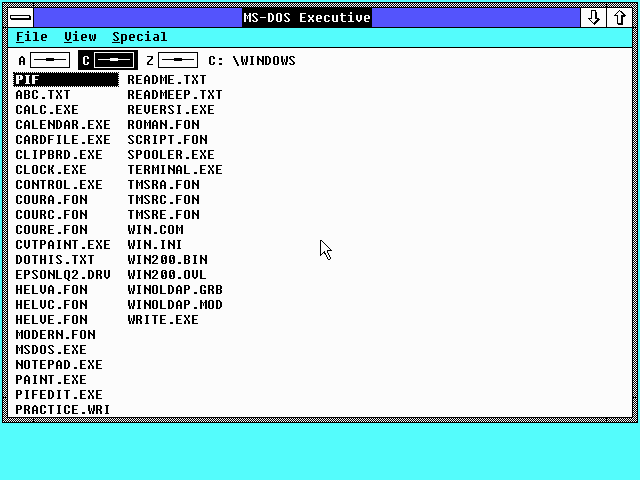 MS-DOS Executive
File View Special
A C Z C: \WINDOWS
PIF README.TXT
ABC.TXT READMEEP.TXT
CALC.EXE REVERSI.EXE
CALENDAR.EXE ROMAN.FON
CARDFILE.EXE SCRIPT.FON
CLIPBRD.EXE SPOOLER.EXE
CLOCK.EXE TERMINAL.EXE
CONTROL.EXE TMSRA.FON
COURA.FON TMSRC.FON
COURC.FON TMSRE.FON
COURE.FON WIN.COM
CVTPAINT.EXE WIN.INI
DOTHIS.TXT WIN200.BIN
EPSONLQ2.DRV WIN200.OVL
HELVA.FON WINOLDAP.GRB
HELVC.FON WINOLDAP.MOD
HELVE.FON WRITE.EXE
MODERN.FON
MSDOS.EXE
NOTEPAD.EXE
PAINT.EXE
PIFEDIT.EXE
PRACTICE.WRI